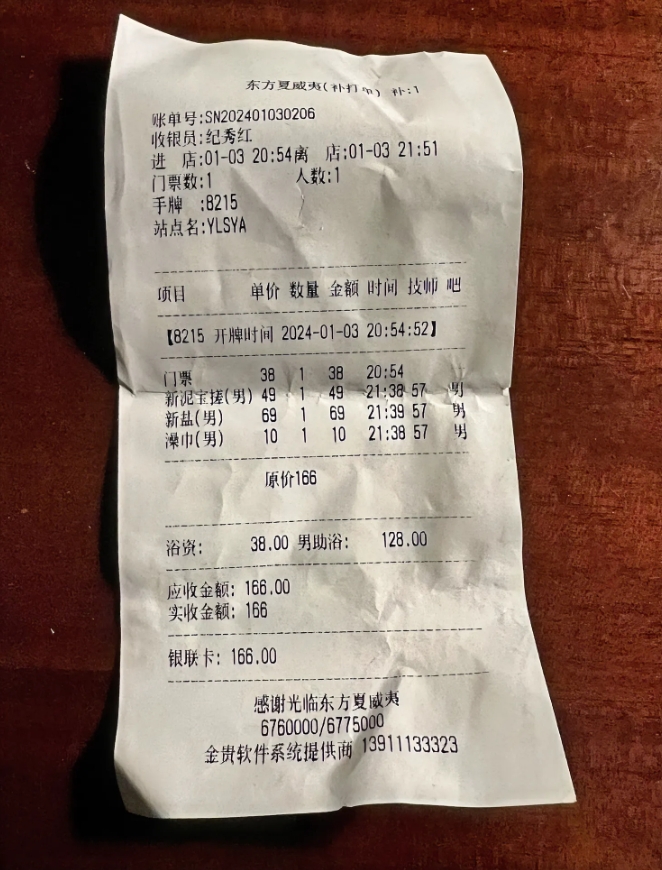 东方夏威夷(补打单) 补:1
账单号:SN202401030206
收银员:纪秀红
进 店:01-03 20:54离 店:01-03 21:51
门票数:1 人数:1
手牌 :8215
站点名:YLSYA
项目 单价 数量 金额 时间 技师 吧
【8215 开牌时间 2024-01-03 20:54:52】
门票 38 1 38 20:54
新泥宝搓(男) 49 1 49 21:38 57 男
新盐(男) 69 1 69 21:39 57 男
澡巾(男) 10 1 10 21:38 57 男
原价166
浴资: 38.00 男助浴: 128.00
应收金额: 166.00
实收金额: 166
银联卡: 166.00
感谢光临东方夏威夷
6760000/6775000
金贵软件系统提供商 13911133323